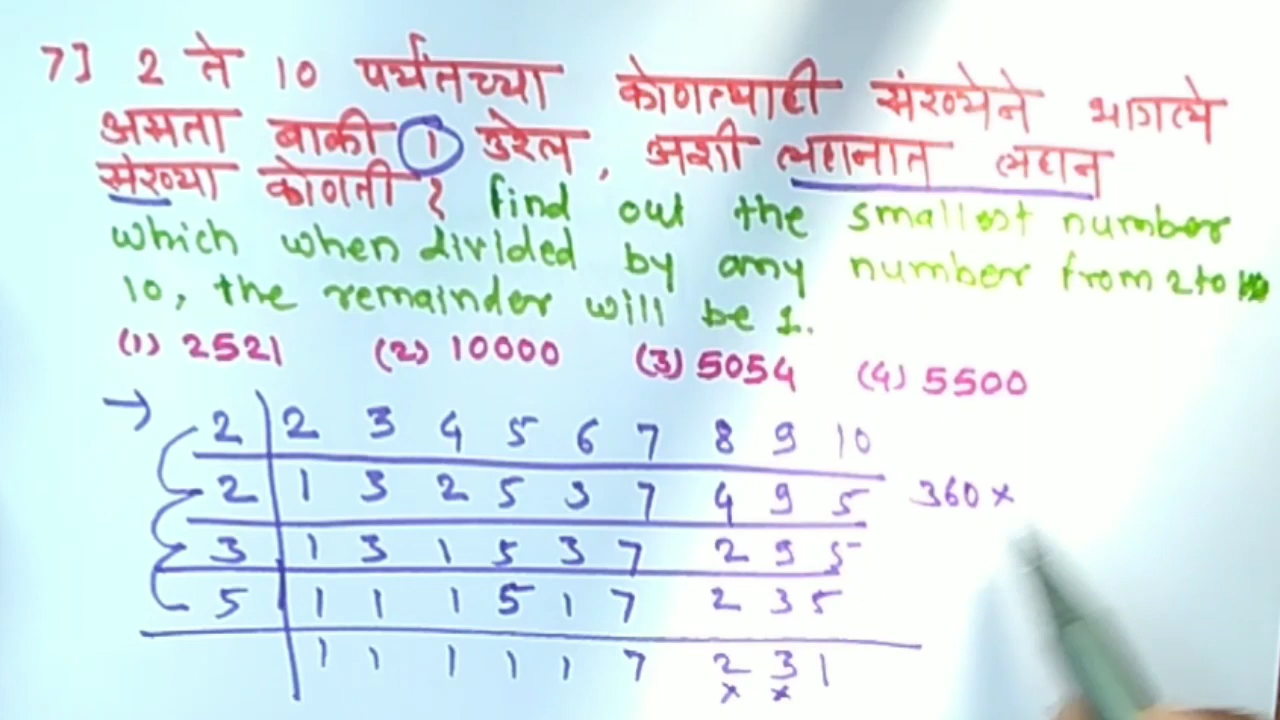 7] 2 ते 10 पर्यंतच्या कोणत्याही संख्येने भागले
असता बाकी 1 उरेल, अशी लहानात लहान
संख्या कोणती? find out the smallest number
which when divided by any number from 2 to 10
10, the remainder will be 1.
(1) 2521 (2) 10000 (3) 5054 (4) 5500
→ 2 | 2 3 4 5 6 7 8 9 10
2 | 1 3 2 5 3 7 4 9 5 360 ×
3 | 1 3 1 5 3 7 2 9 5
5 | 1 1 1 5 1 7 2 3 5
1 1 1 1 1 7 2 3 1
× ×